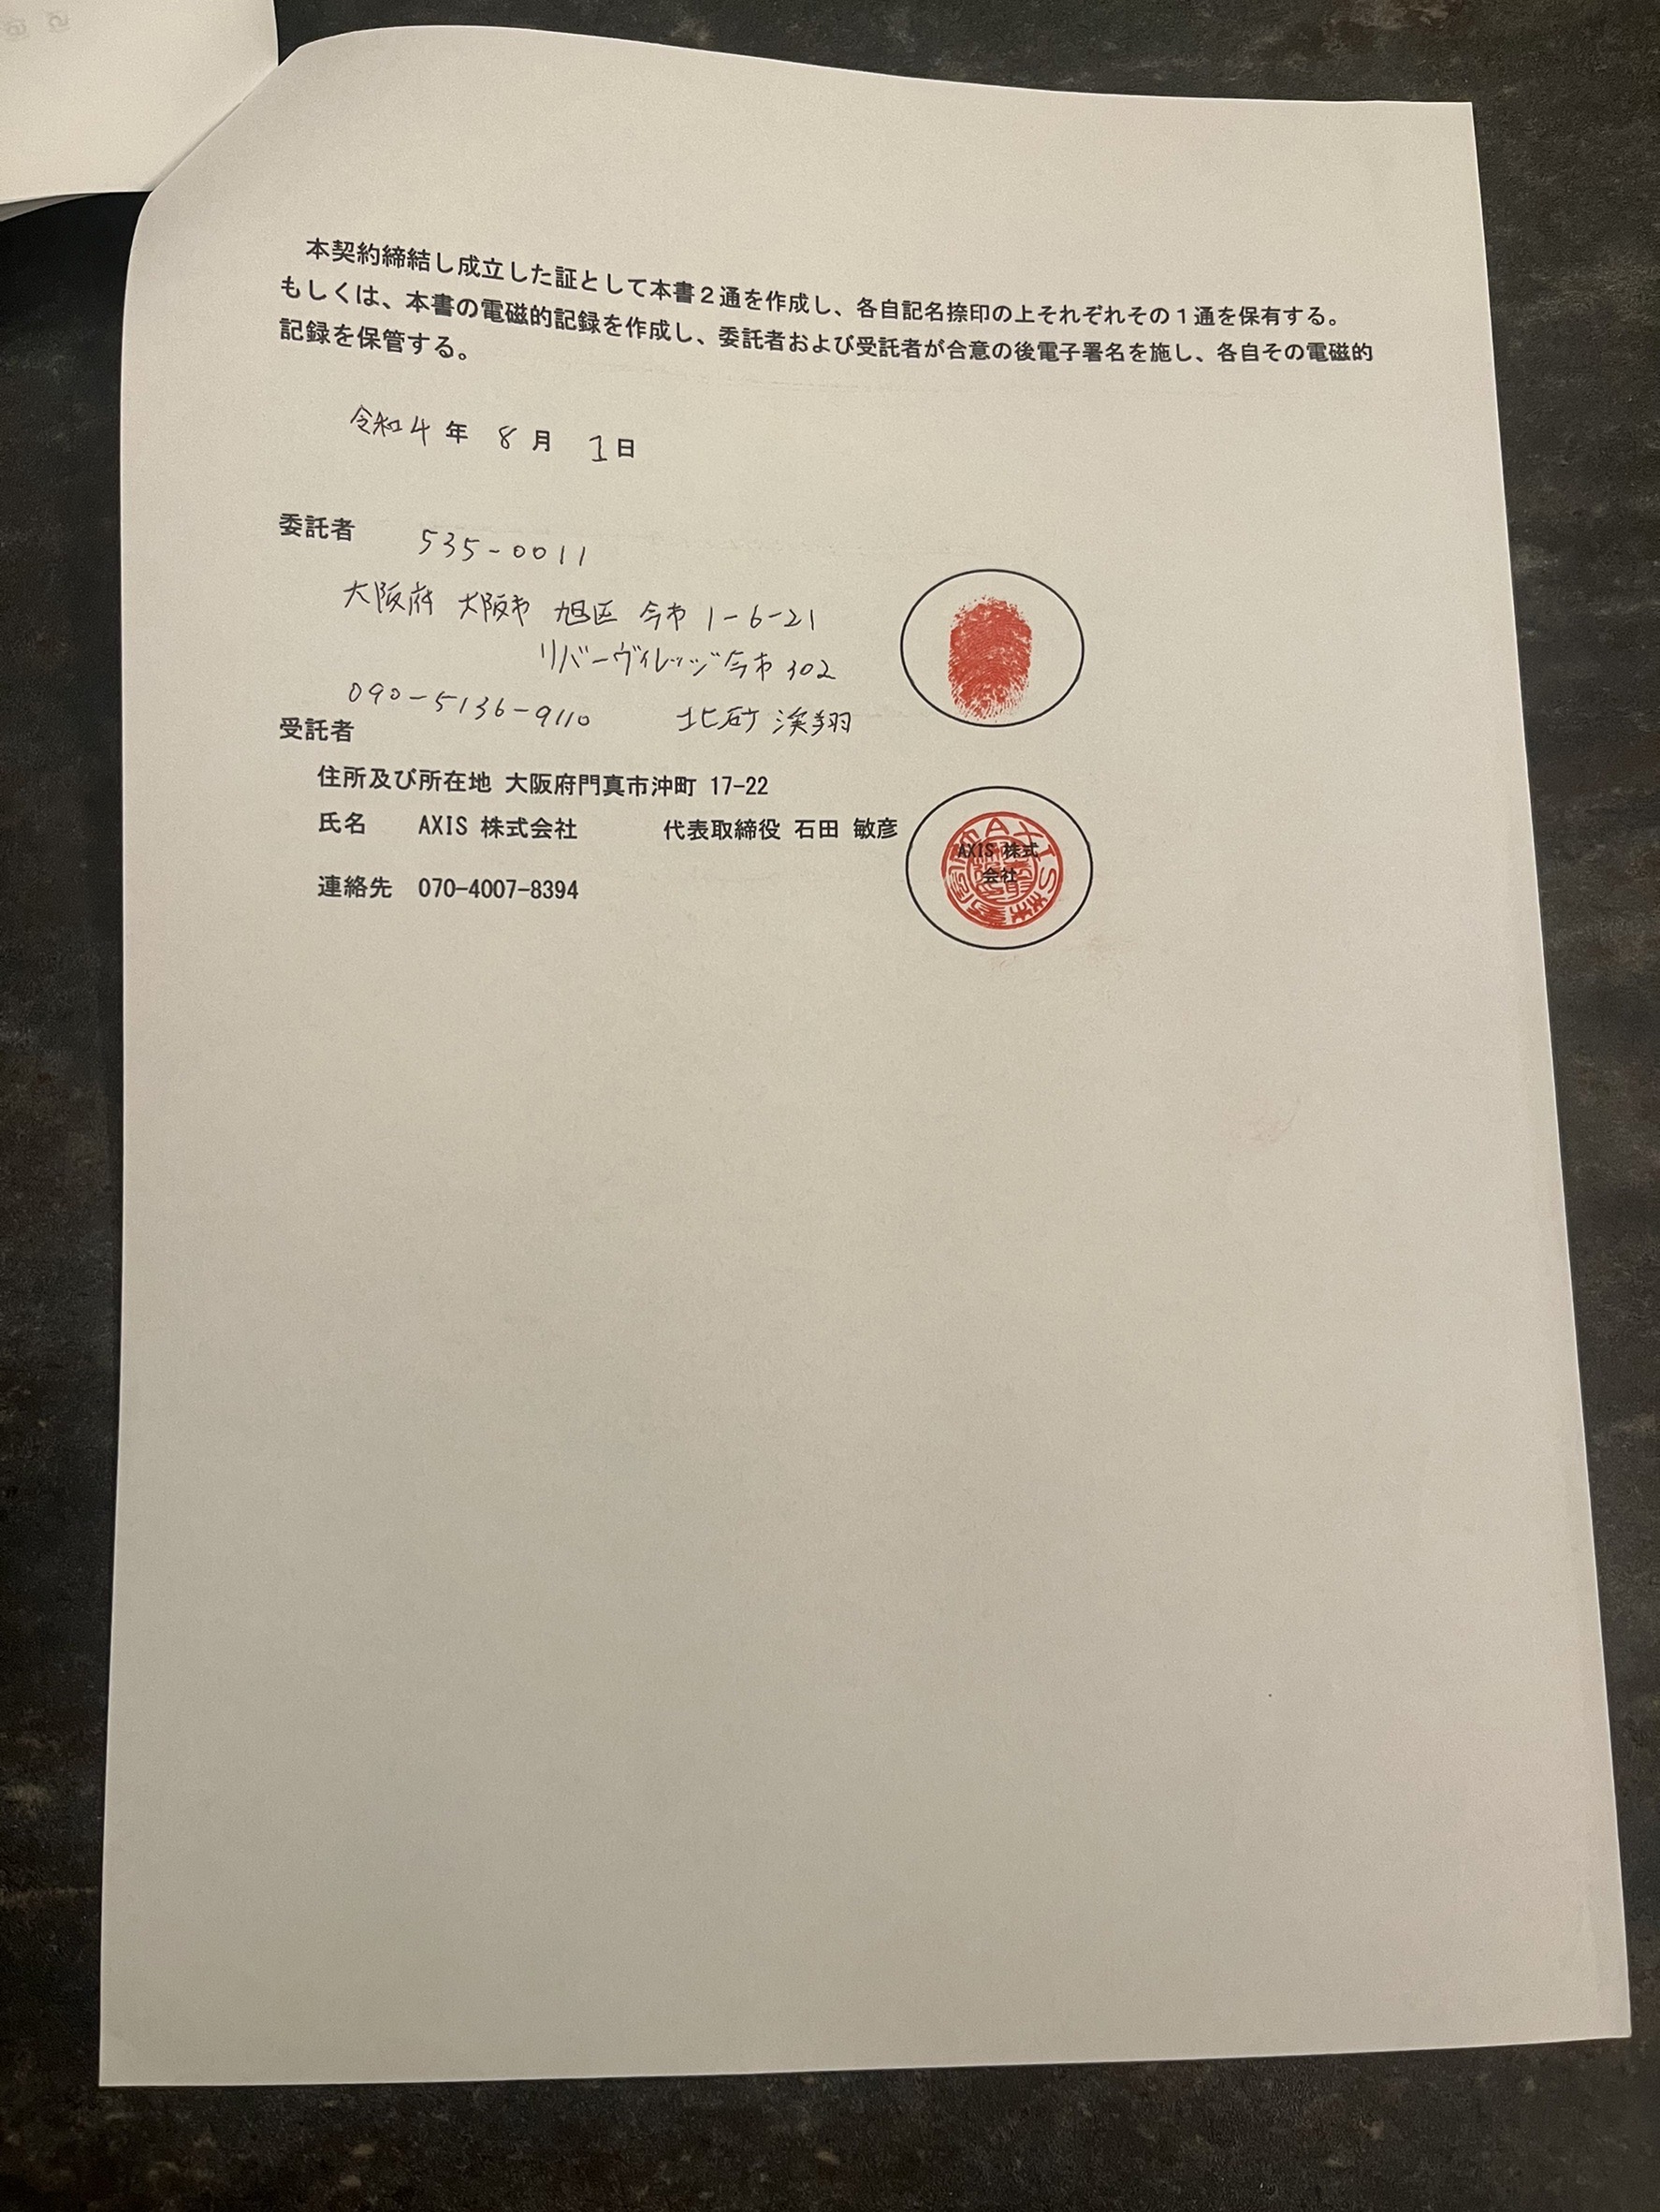 本契約締結し成立した証として本書２通を作成し、各自記名捺印の上それぞれその１通を保有する。
もしくは、本書の電磁的記録を作成し、委託者および受託者が合意の後電子署名を施し、各自その電磁的
記録を保管する。
令和4年 8月 1日
委託者 535-0011
大阪府 大阪市 旭区 今市 1-6-21
リバーヴィレッジ今市302
090-5136-9110 北砂 渓翔
受託者
住所及び所在地 大阪府門真市沖町 17-22
氏名 AXIS 株式会社 代表取締役 石田 敏彦
AXIS 株式
会社
連絡先 070-4007-8394